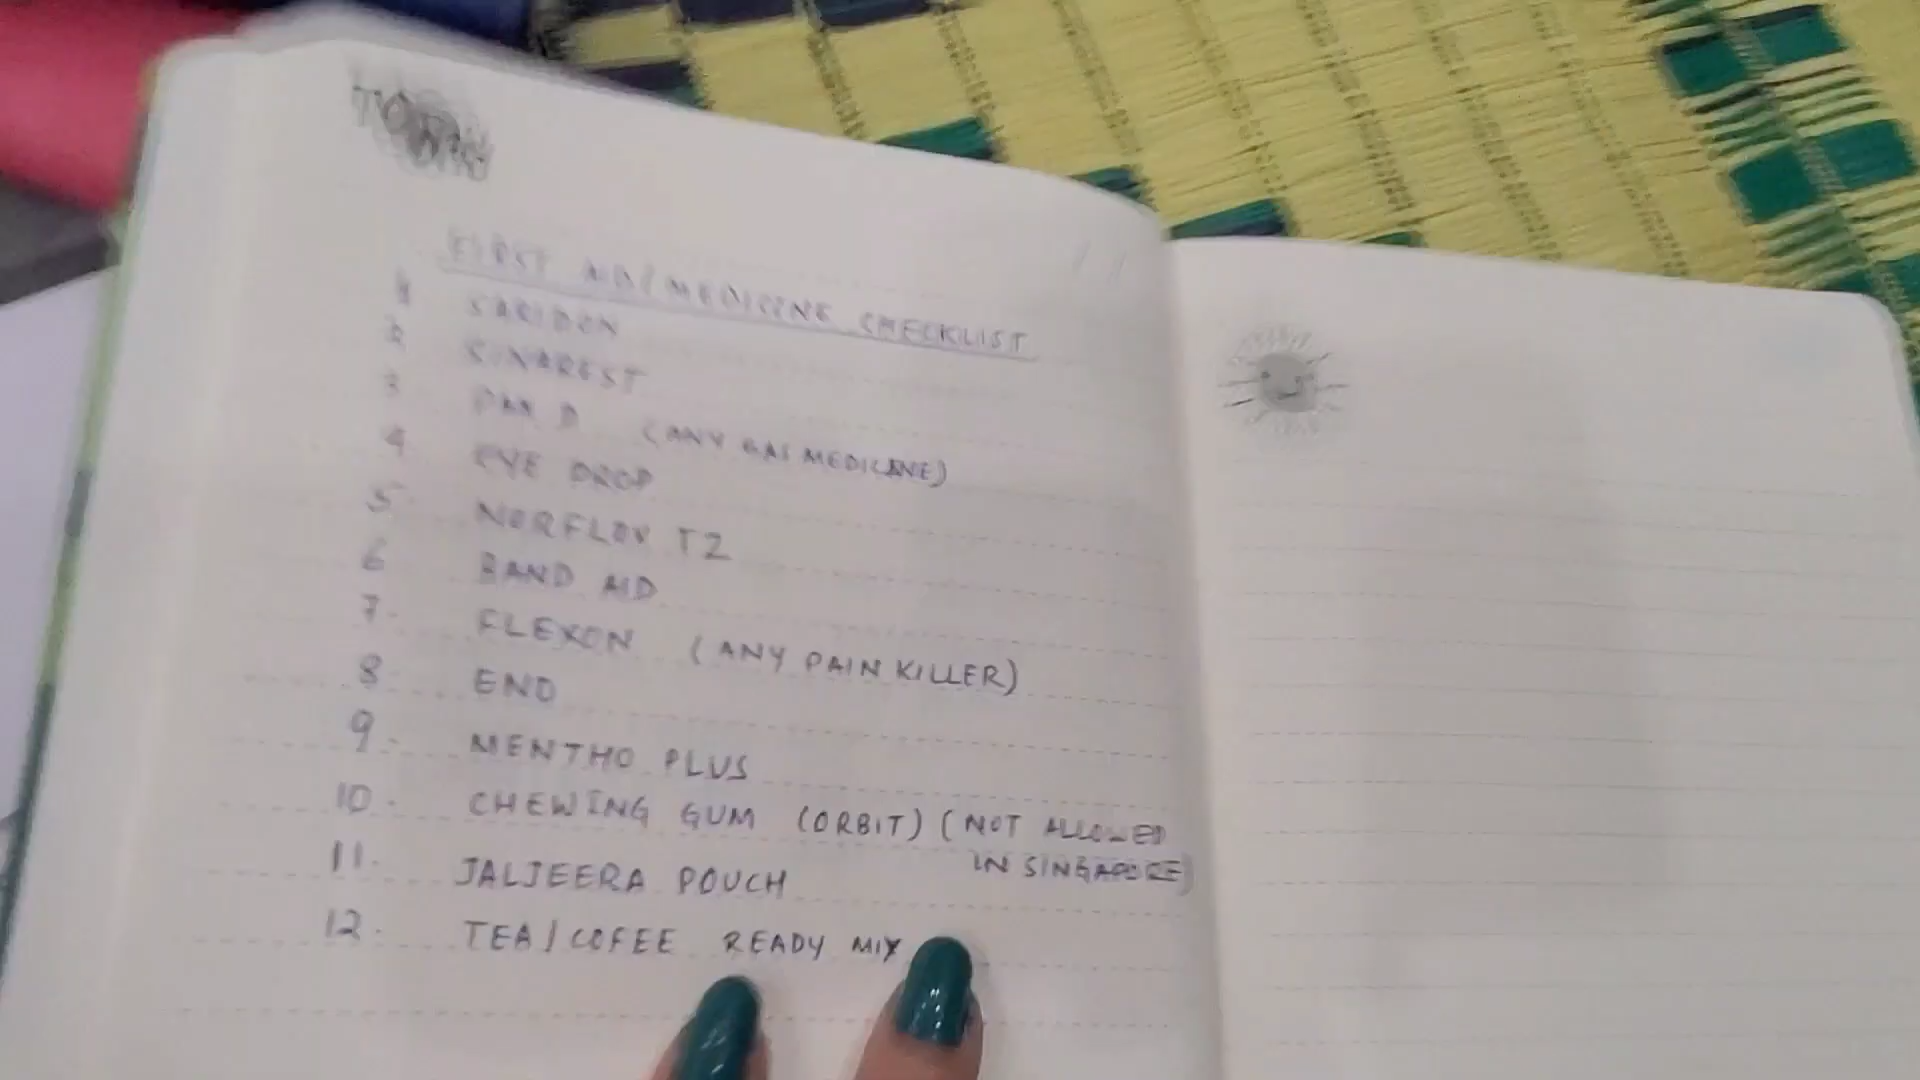 FIRST AID/MEDICINE CHECKLIST
1 SARIDON
2 SINAREST
3 PAN D (ANY GAS MEDICINE)
4 EYE DROP
5 NORFLOX TZ
6 BAND AID
7. FLEXON (ANY PAIN KILLER)
8. END
9. MENTHO PLUS
10. CHEWING GUM (ORBIT) (NOT ALLOWED
IN SINGAPORE)
11. JALJEERA POUCH
12. TEA/COFEE READY MIX